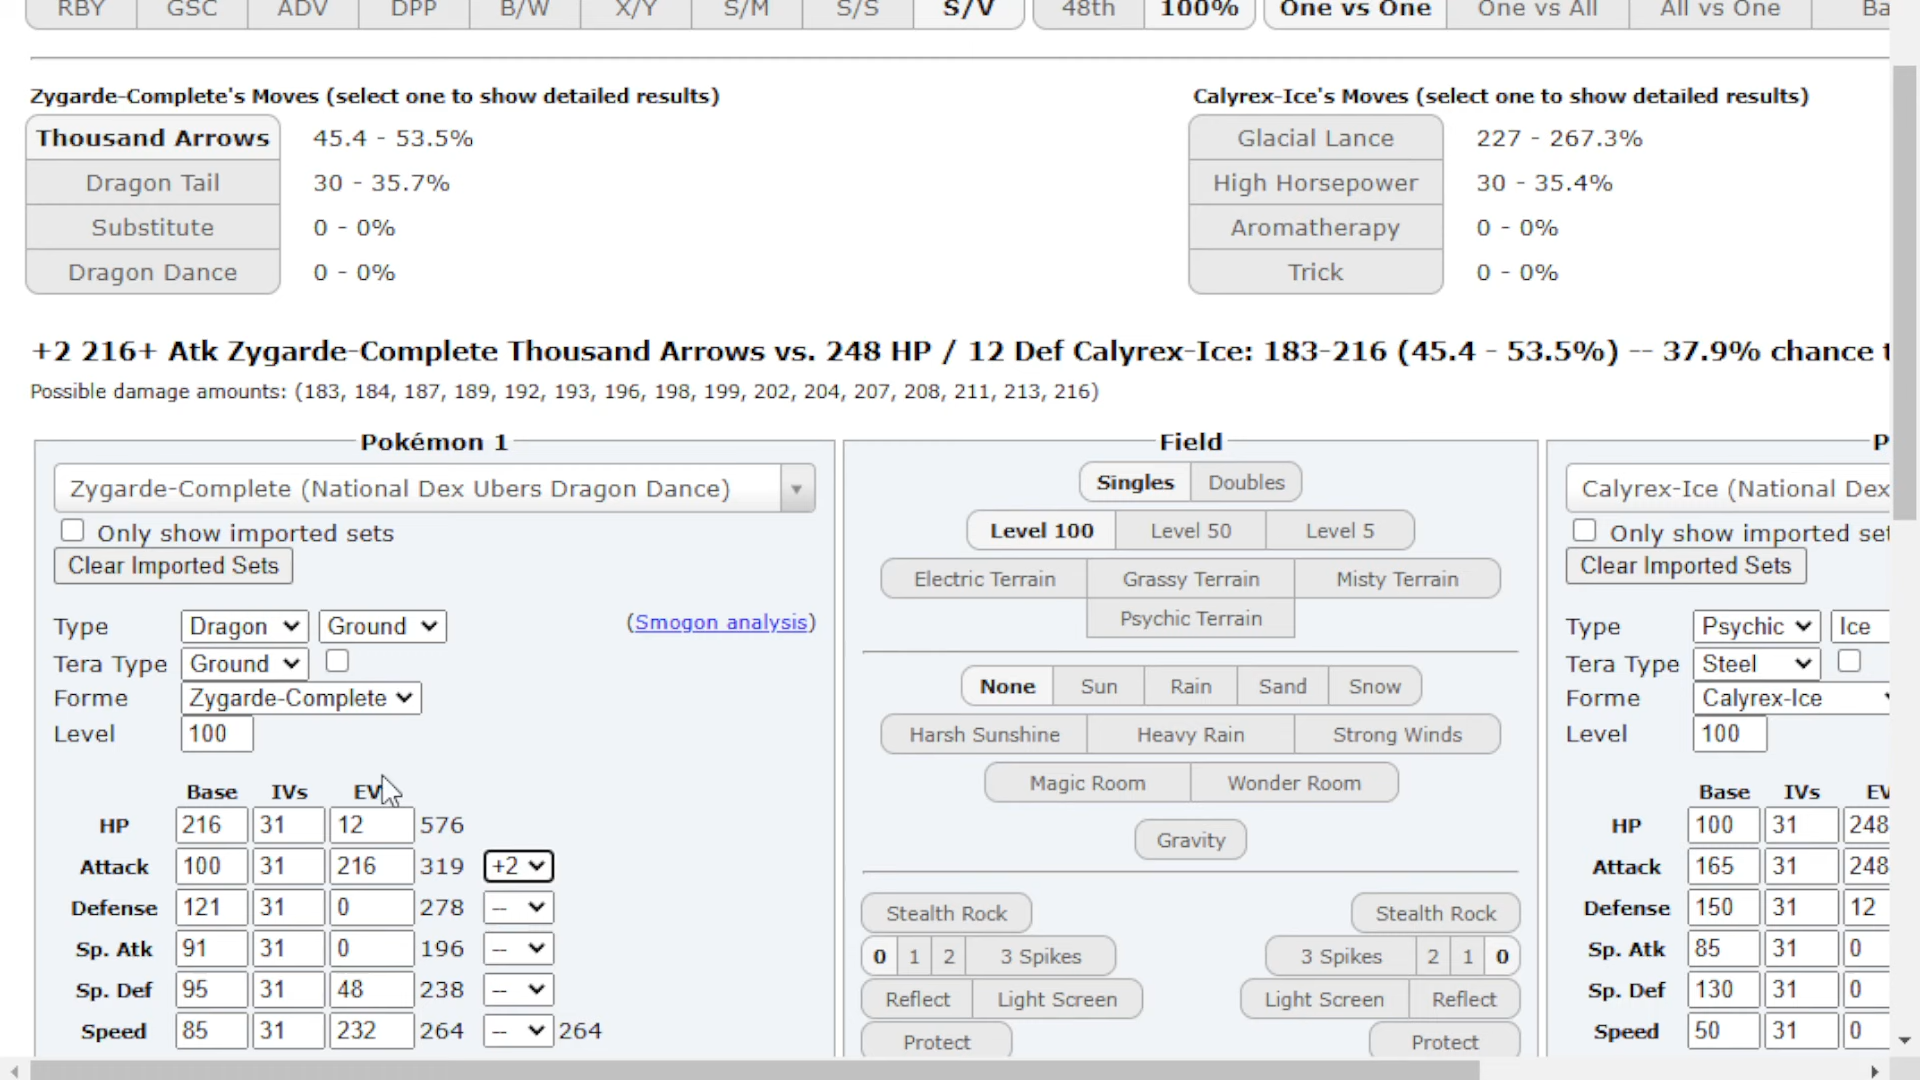 RBY GSC ADV DPP B/W X/Y S/M S/S S/V 48th 100% One vs One One vs All All vs One Ba
Zygarde-Complete's Moves (select one to show detailed results)
Thousand Arrows 45.4 - 53.5%
Dragon Tail 30 - 35.7%
Substitute 0 - 0%
Dragon Dance 0 - 0%
Calyrex-Ice's Moves (select one to show detailed results)
Glacial Lance 227 - 267.3%
High Horsepower 30 - 35.4%
Aromatherapy 0 - 0%
Trick 0 - 0%
+2 216+ Atk Zygarde-Complete Thousand Arrows vs. 248 HP / 12 Def Calyrex-Ice: 183-216 (45.4 - 53.5%) -- 37.9% chance t
Possible damage amounts: (183, 184, 187, 189, 192, 193, 196, 198, 199, 202, 204, 207, 208, 211, 213, 216)
Pokémon 1
Zygarde-Complete (National Dex Ubers Dragon Dance)
Only show imported sets
Clear Imported Sets
Type Dragon Ground (Smogon analysis)
Tera Type Ground
Forme Zygarde-Complete
Level 100
Base IVs EV
HP 216 31 12 576
Attack 100 31 216 319 +2
Defense 121 31 0 278 --
Sp. Atk 91 31 0 196 --
Sp. Def 95 31 48 238 --
Speed 85 31 232 264 -- 264
Field
Singles Doubles
Level 100 Level 50 Level 5
Electric Terrain Grassy Terrain Misty Terrain
Psychic Terrain
None Sun Rain Sand Snow
Harsh Sunshine Heavy Rain Strong Winds
Magic Room Wonder Room
Gravity
Stealth Rock Stealth Rock
0 1 2 3 Spikes 3 Spikes 2 1 0
Reflect Light Screen Light Screen Reflect
Protect Protect
P
Calyrex-Ice (National Dex
Only show imported set
Clear Imported Sets
Type Psychic Ice
Tera Type Steel
Forme Calyrex-Ice
Level 100
Base IVs EV
HP 100 31 248
Attack 165 31 248
Defense 150 31 12
Sp. Atk 85 31 0
Sp. Def 130 31 0
Speed 50 31 0